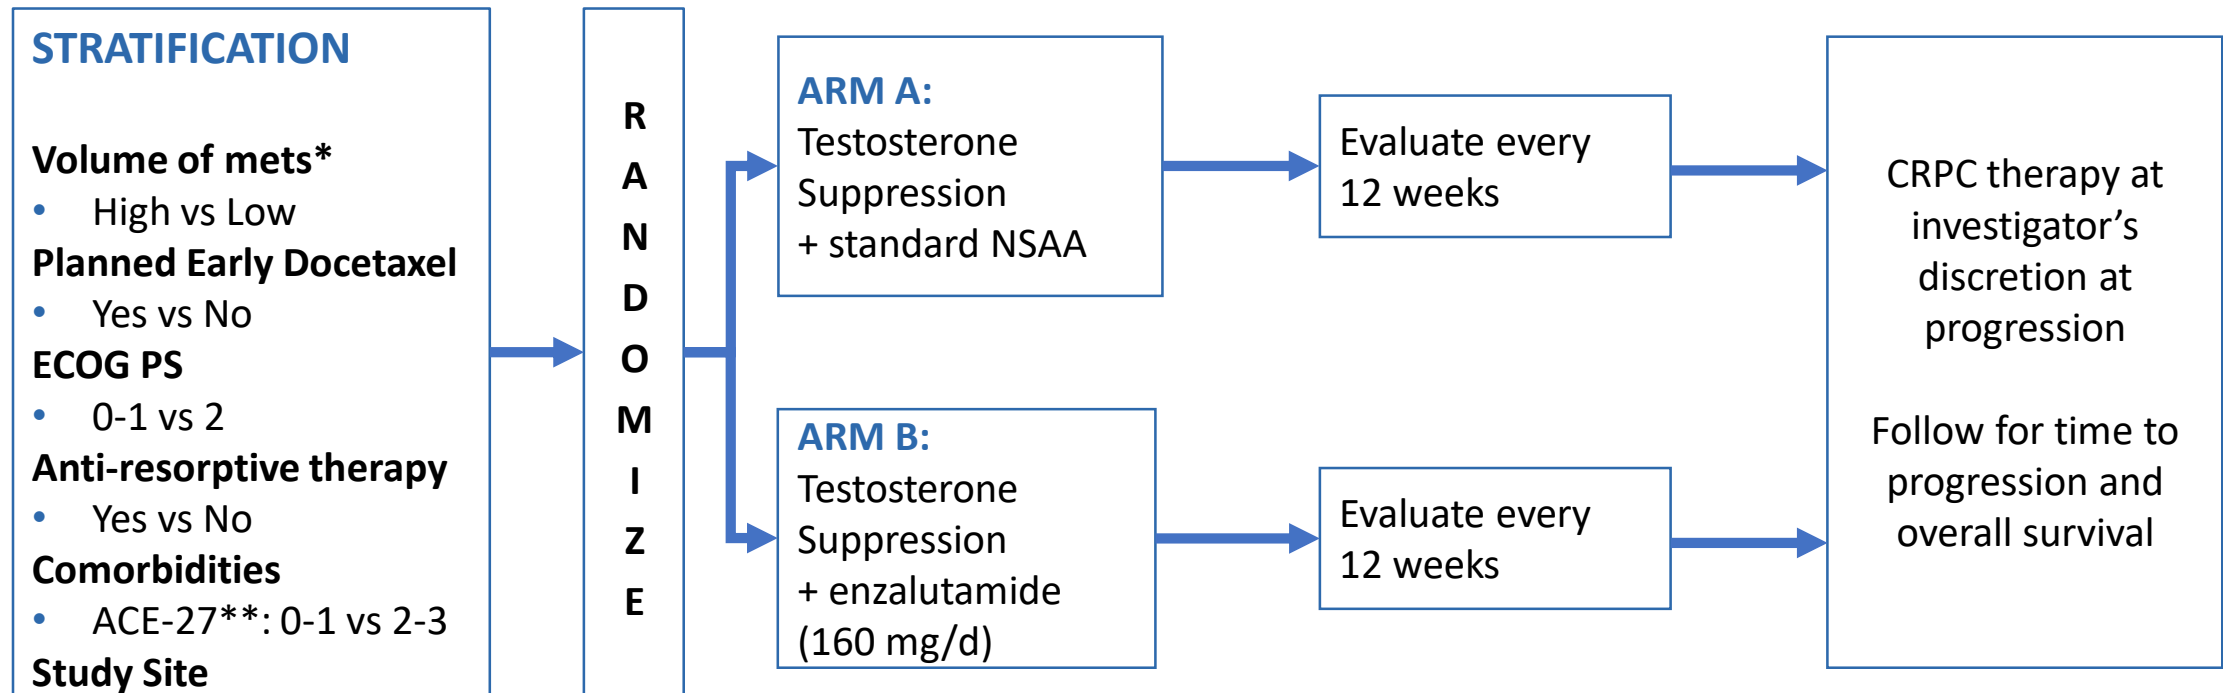 STRATIFICATION
Volume of mets*
• High vs Low
Planned Early Docetaxel
• Yes vs No
ECOG PS
• 0-1 vs 2
Anti-resorptive therapy
• Yes vs No
Comorbidities
• ACE-27**: 0-1 vs 2-3
Study Site
R
A
N
D
O
M
I
Z
E
ARM A:
Testosterone
Suppression
+ standard NSAA
Evaluate every
12 weeks
ARM B:
Testosterone
Suppression
+ enzalutamide
(160 mg/d)
Evaluate every
12 weeks
CRPC therapy at
investigator’s
discretion at
progression
Follow for time to
progression and
overall survival